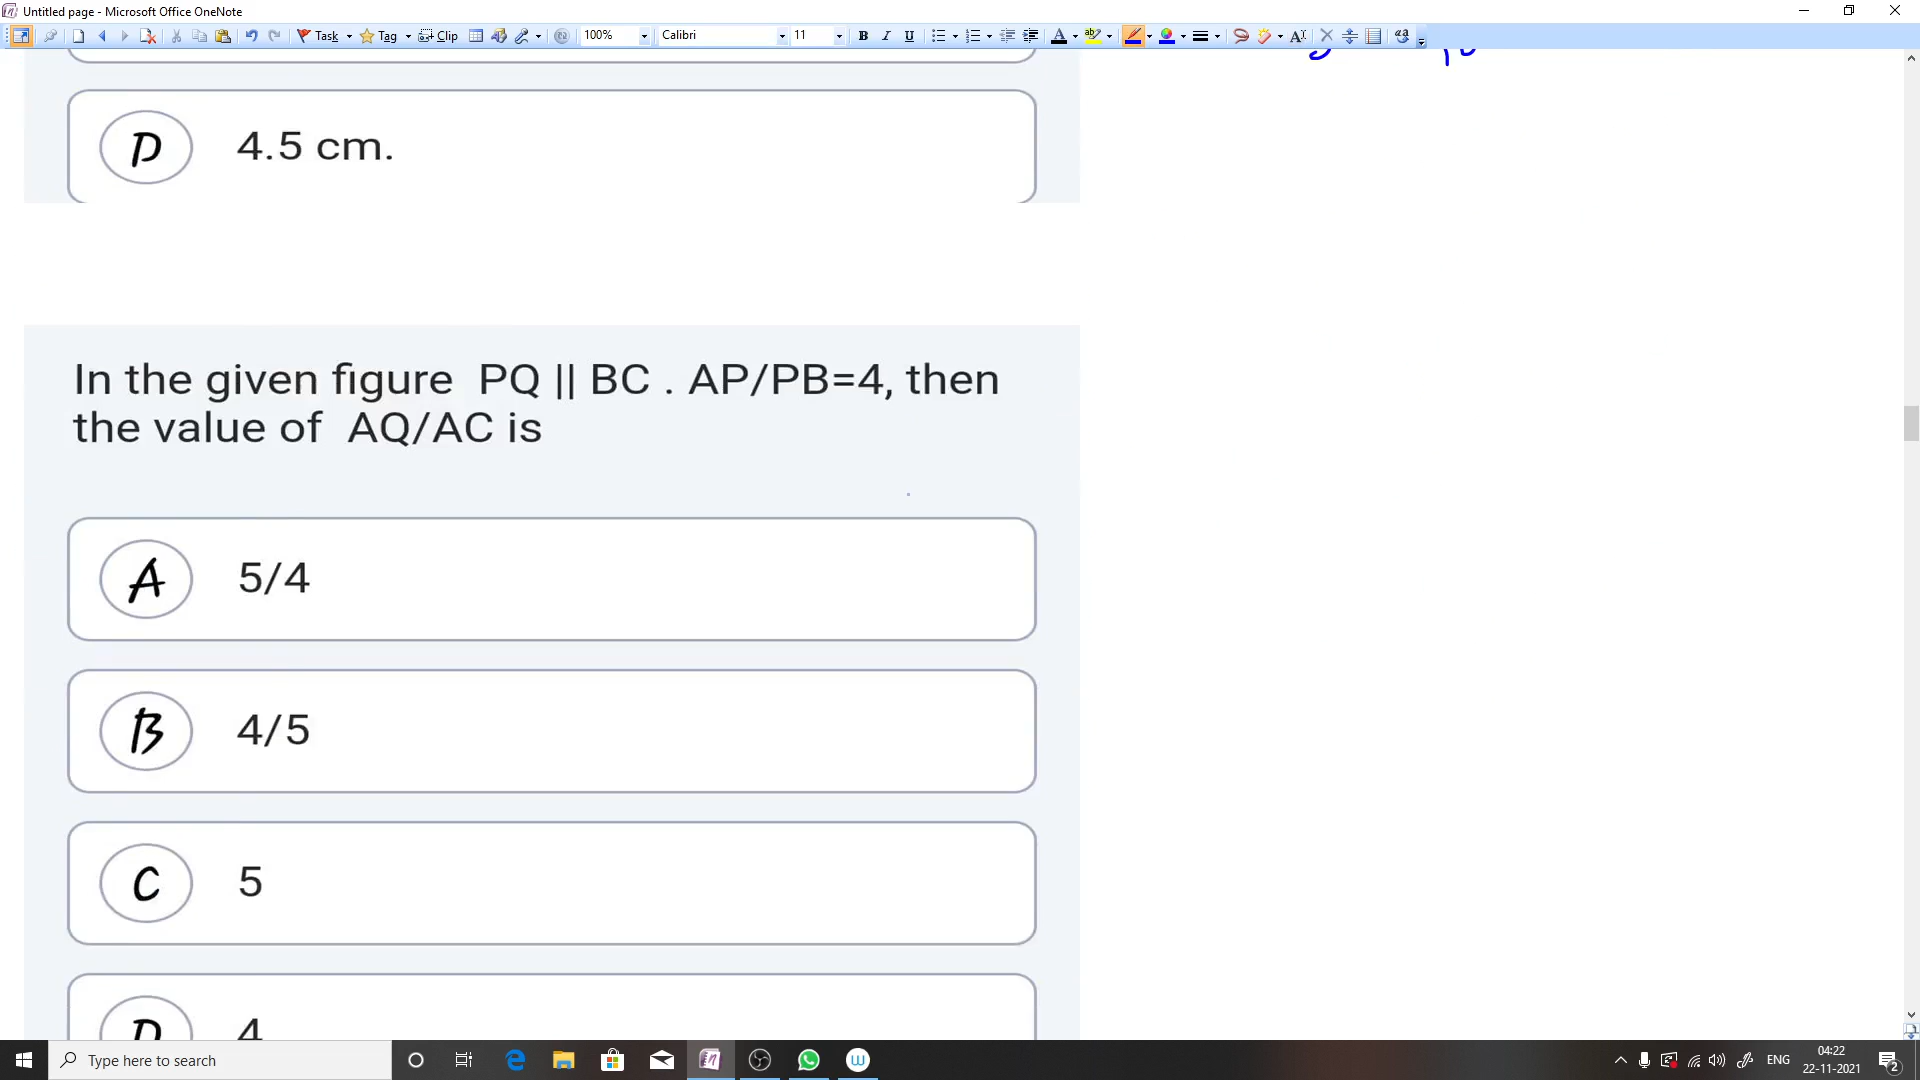 Untitled page - Microsoft Office OneNote
Task Tag Clip 100% Calibri 11 B I U
D 4.5 cm.
In the given figure PQ || BC . AP/PB=4, then
the value of AQ/AC is
A 5/4
B 4/5
C 5
D 4
Type here to search
ENG
04:22
22-11-2021
2